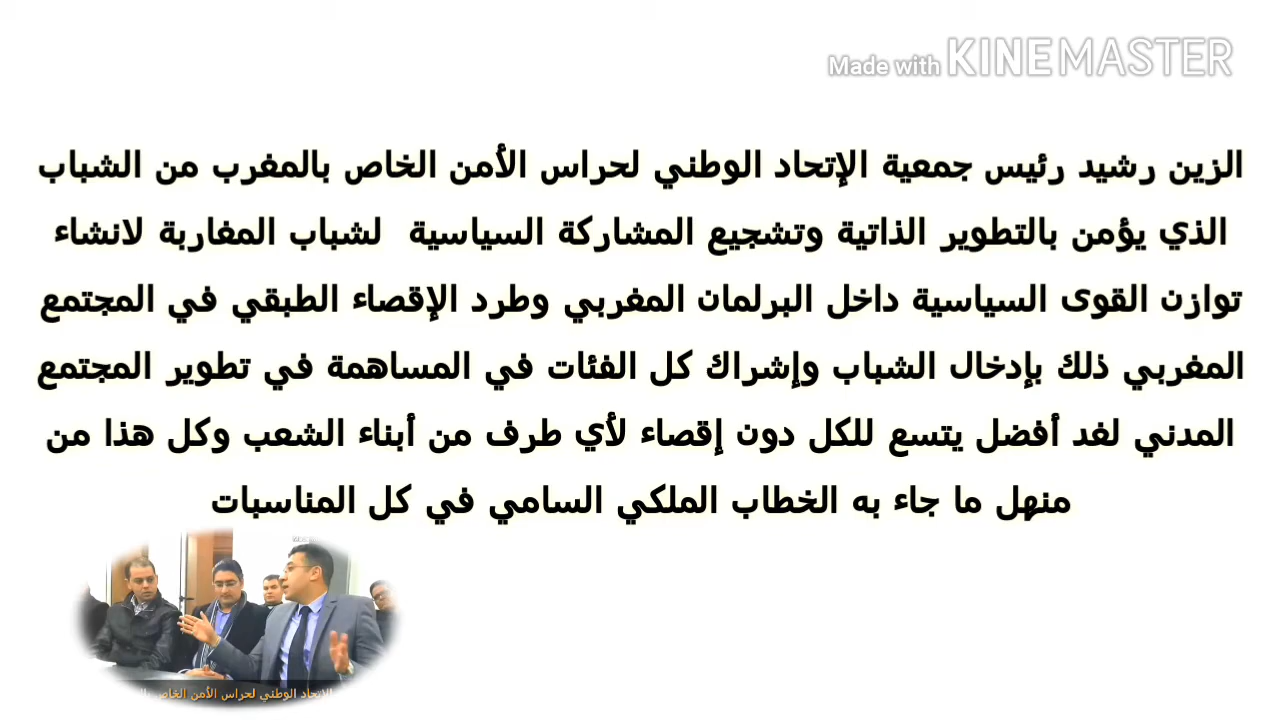 Made with KINEMASTER
الزين رشيد رئيس جمعية الإتحاد الوطني لحراس الأمن الخاص بالمغرب من الشباب
الذي يؤمن بالتطوير الذاتية وتشجيع المشاركة السياسية لشباب المغاربة لانشاء
توازن القوى السياسية داخل البرلمان المغربي وطرد الإقصاء الطبقي في المجتمع
المغربي ذلك بإدخال الشباب وإشراك كل الفئات في المساهمة في تطوير المجتمع
المدني لغد أفضل يتسع للكل دون إقصاء لأي طرف من أبناء الشعب وكل هذا من
منهل ما جاء به الخطاب الملكي السامي في كل المناسبات
الاتحاد الوطني لحراس الأمن الخاص